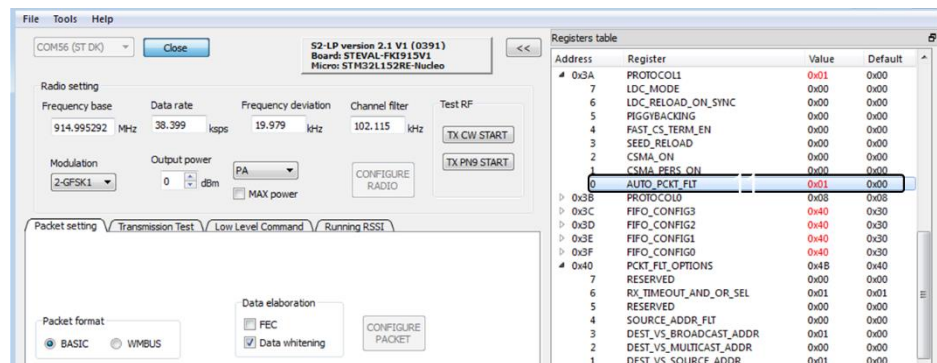 File Tools Help
COM56 (ST DK)
Close
S2-LP version 2.1 V1 (0391)
Board: STEVAL-FKI915V1
Micro: STM32L152RE-Nucleo
<<
Radio setting
Frequency base
Data rate
Frequency deviation
Channel filter
Test RF
914.995292 MHz
38.399 ksps
19.979 kHz
102.115 kHz
TX CW START
Modulation
Output power
TX PN9 START
2-GFSK1
0 dBm
PA
MAX power
CONFIGURE
RADIO
Packet setting
Transmission Test
Low Level Command
Running RSSI
Packet format
BASIC
WMBUS
Data elaboration
FEC
Data whitening
CONFIGURE
PACKET
Registers table
Address Register Value Default
0x3A PROTOCOL1 0x01 0x00
7 LDC_MODE 0x00 0x00
6 LDC_RELOAD_ON_SYNC 0x00 0x00
5 PIGGYBACKING 0x00 0x00
4 FAST_CS_TERM_EN 0x00 0x00
3 SEED_RELOAD 0x00 0x00
2 CSMA_ON 0x00 0x00
1 CSMA_PERS_ON 0x00 0x00
0 AUTO_PCKT_FLT 0x01 0x00
0x3B PROTOCOL0 0x08 0x08
0x3C FIFO_CONFIG3 0x40 0x30
0x3D FIFO_CONFIG2 0x40 0x30
0x3E FIFO_CONFIG1 0x40 0x30
0x3F FIFO_CONFIG0 0x40 0x30
0x40 PCKT_FLT_OPTIONS 0x4B 0x40
7 RESERVED 0x00 0x00
6 RX_TIMEOUT_AND_OR_SEL 0x01 0x01
5 RESERVED 0x00 0x00
4 SOURCE_ADDR_FLT 0x00 0x00
3 DEST_VS_BROADCAST_ADDR 0x01 0x00
2 DEST_VS_MULTICAST_ADDR 0x00 0x00
1 DEST_VS_SOURCE_ADDR 0x01 0x00